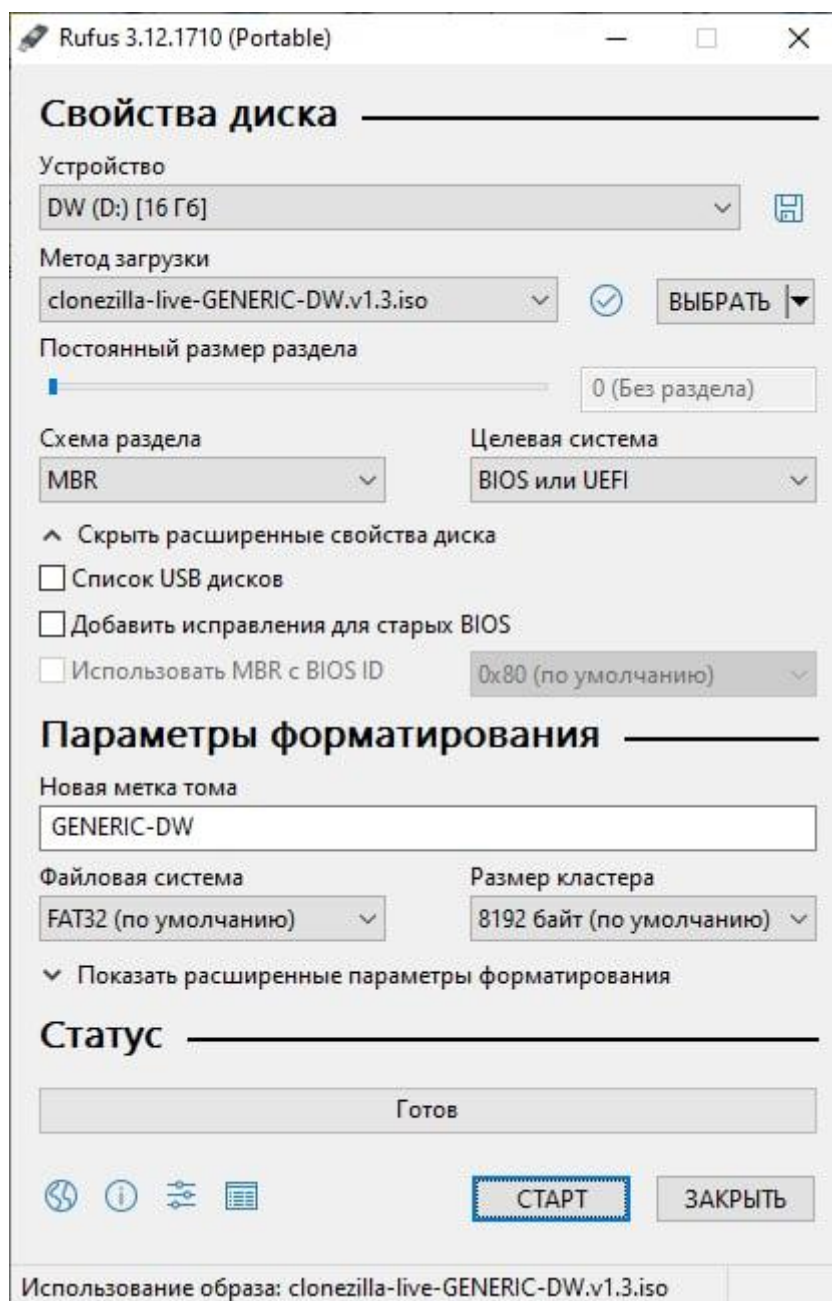 Rufus 3.12.1710 (Portable)
Свойства диска
Устройство
DW (D:) [16 Гб]
Метод загрузки
clonezilla-live-GENERIC-DW.v1.3.iso
ВЫБРАТЬ
Постоянный размер раздела
0 (Без раздела)
Схема раздела
Целевая система
MBR
BIOS или UEFI
Скрыть расширенные свойства диска
Список USB дисков
Добавить исправления для старых BIOS
Использовать MBR с BIOS ID
0x80 (по умолчанию)
Параметры форматирования
Новая метка тома
GENERIC-DW
Файловая система
Размер кластера
FAT32 (по умолчанию)
8192 байт (по умолчанию)
Показать расширенные параметры форматирования
Статус
Готов
СТАРТ
ЗАКРЫТЬ
Использование образа: clonezilla-live-GENERIC-DW.v1.3.iso